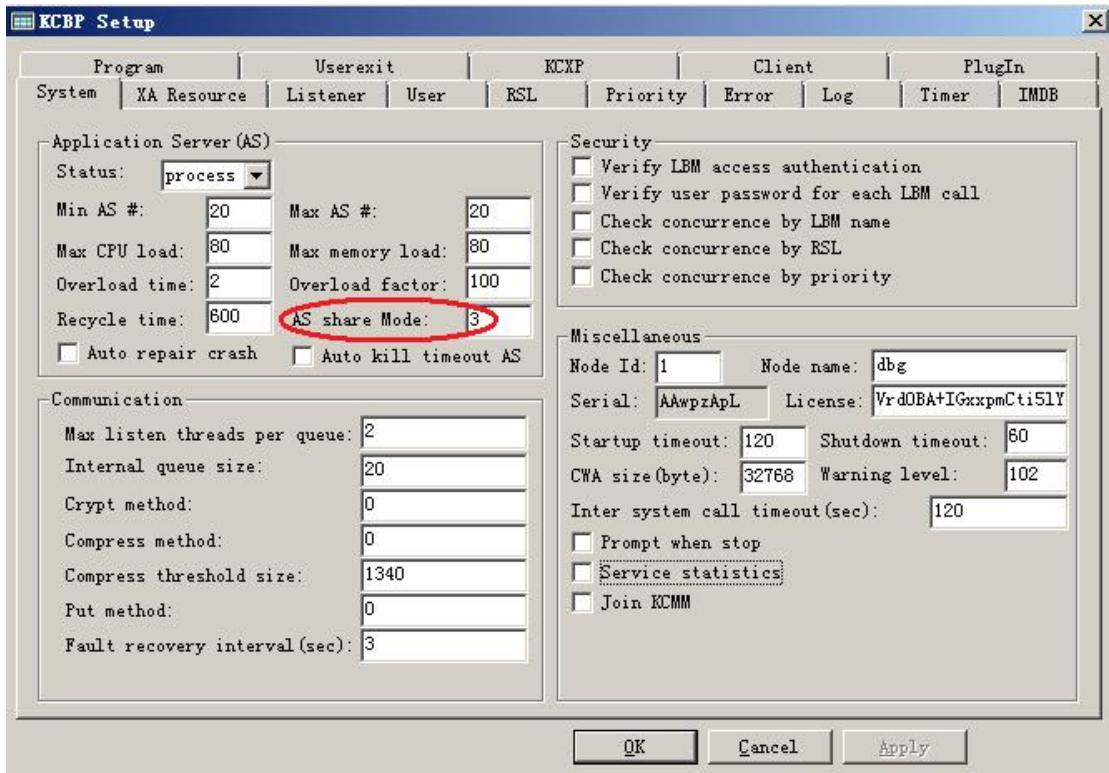 KCBP Setup
Program Userexit KCXP Client PlugIn
System XA Resource Listener User RSL Priority Error Log Timer IMDB
Application Server(AS)
Status: process
Min AS #: 20 Max AS #: 20
Max CPU load: 80 Max memory load: 80
Overload time: 2 Overload factor: 100
Recycle time: 600 AS share Mode: 3
Auto repair crash Auto kill timeout AS
Communication
Max listen threads per queue: 2
Internal queue size: 20
Crypt method: 0
Compress method: 0
Compress threshold size: 1340
Put method: 0
Fault recovery interval(sec): 3
Security
Verify LBM access authentication
Verify user password for each LBM call
Check concurrence by LBM name
Check concurrence by RSL
Check concurrence by priority
Miscellaneous
Node Id: 1 Node name: dbg
Serial: AAwpzApL License: VrdOBA+IGxxpmCti5lY
Startup timeout: 120 Shutdown timeout: 60
CWA size(byte): 32768 Warning level: 102
Inter system call timeout(sec): 120
Prompt when stop
Service statistics
Join KCMM
OK Cancel Apply